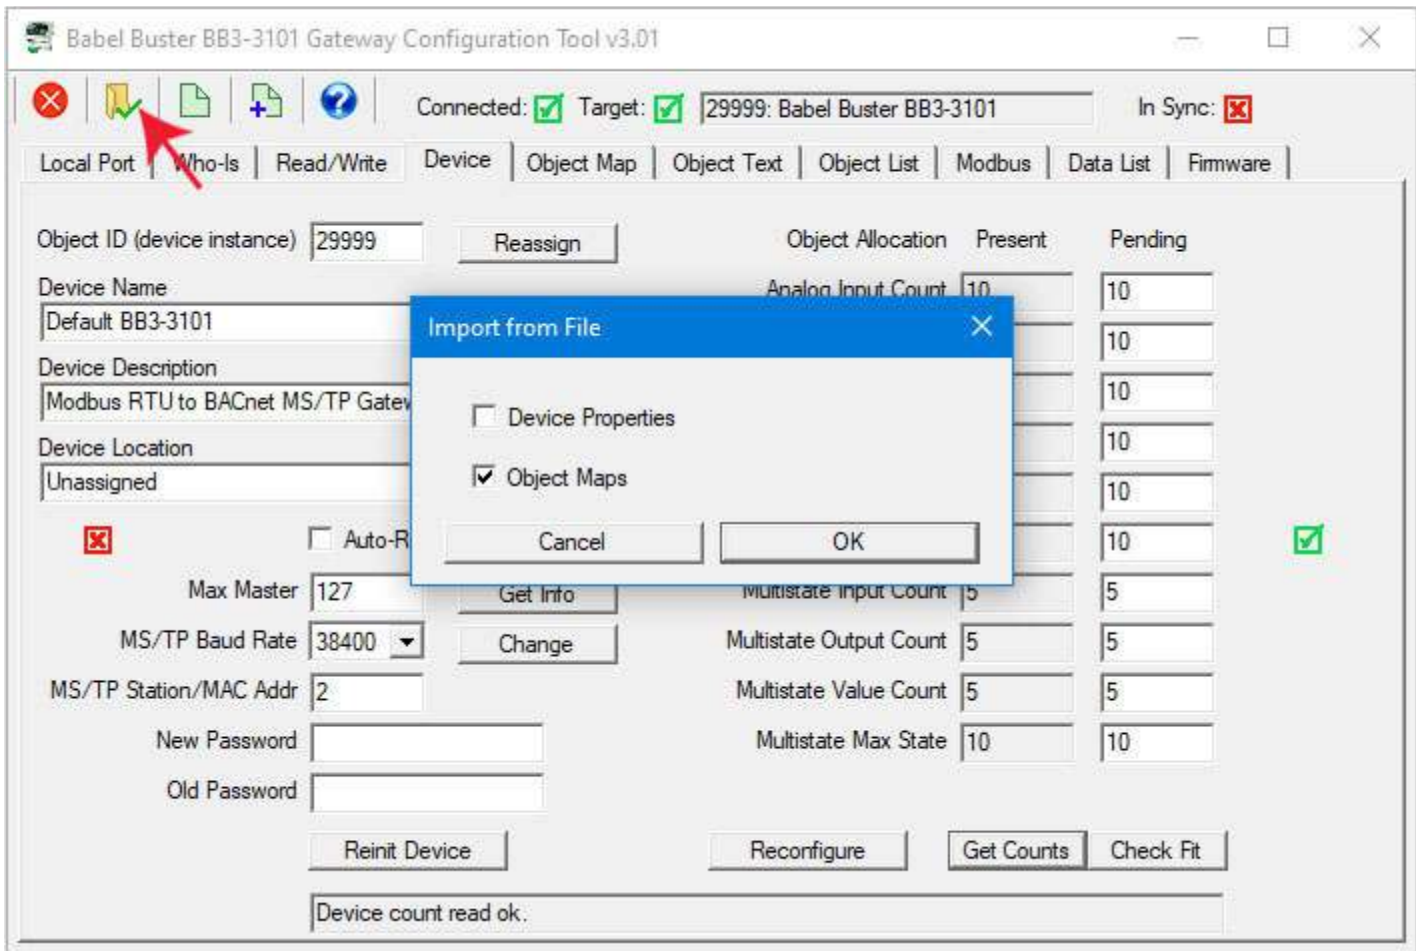 Babel Buster BB3-3101 Gateway Configuration Tool v3.01
Connected: Target: 29999: Babel Buster BB3-3101 In Sync:
Local Port Who-Is Read/Write Device Object Map Object Text Object List Modbus Data List Firmware
Object ID (device instance) 29999 Reassign Object Allocation Present Pending
Device Name Analog Input Count 10 10
Default BB3-3101 Import from File 10
Device Description
Modbus RTU to BACnet MS/TP Gatew 10
Device Properties
Device Location 10
Unassigned Object Maps 10
Auto-R Cancel OK 10
Max Master 127 Get Info Multistate Input Count 5 5
MS/TP Baud Rate 38400 Change Multistate Output Count 5 5
MS/TP Station/MAC Addr 2 Multistate Value Count 5 5
New Password Multistate Max State 10 10
Old Password
Reinit Device Reconfigure Get Counts Check Fit
Device count read ok.